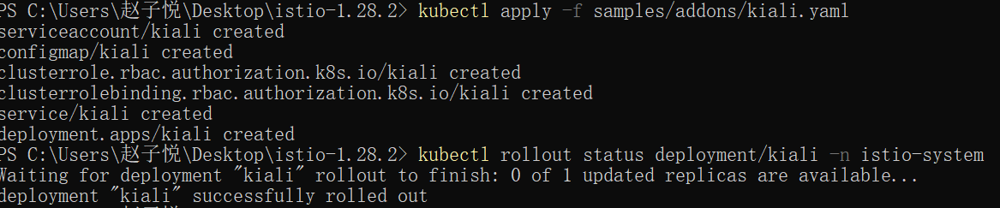 PS C:\Users\赵子悦\Desktop\istio-1.28.2> kubectl apply -f samples/addons/kiali.yaml
serviceaccount/kiali created
configmap/kiali created
clusterrole.rbac.authorization.k8s.io/kiali created
clusterrolebinding.rbac.authorization.k8s.io/kiali created
service/kiali created
deployment.apps/kiali created
PS C:\Users\赵子悦\Desktop\istio-1.28.2> kubectl rollout status deployment/kiali -n istio-system
Waiting for deployment "kiali" rollout to finish: 0 of 1 updated replicas are available...
deployment "kiali" successfully rolled out